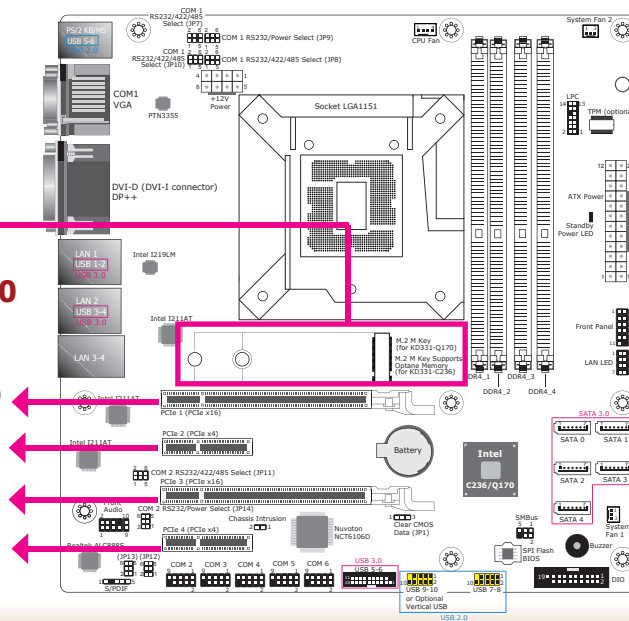 COM 1
RS232/422/485
Select (JP7)
COM 1 RS232/Power Select (JP9)
COM 1
RS232/422/485
Select (JP10)
COM 1 RS232/422/485 Select (JP8)
+12V
Power
CPU Fan
System Fan 2
PS/2 KB/MS
USB 5-6
USB 2.0
COM1
VGA
PTN3355
Socket LGA1151
LPC
14 13
2 1
TPM (optiona
DVI-D (DVI-I connector)
DP++
ATX Power
Standby
Power LED
LAN 1
USB 1-2
USB 3.0
Intel I219LM
LAN 2
USB 3-4
USB 3.0
Intel I211AT
0
LAN 3-4
M.2 M Key
(for KD331-Q170)
M.2 M Key Supports
Optane Memory
(for KD331-C236)
DDR4_1
DDR4_2
DDR4_3
DDR4_4
Front Panel
LAN LED
Intel I211AT
PCIe 1 (PCIe x16)
SATA 3.0
SATA 0
SATA 1
SATA 2
SATA 3
SATA 4
Intel I211AT
PCIe 2 (PCIe x4)
Battery
Intel
C236/Q170
COM 2 RS232/422/485 Select (JP11)
PCIe 3 (PCIe x16)
Front
Audio
COM 2 RS232/Power Select (JP14)
Chassis Intrusion
Nuvoton
NCT6106D
Clear CMOS
Data (JP1)
SMBus
System
Fan 1
PCIe 4 (PCIe x4)
SPI Flash
BIOS
Buzzer
(JP13) (JP12)
S/PDIF
COM 2
COM 3
COM 4
COM 5
COM 6
USB 3.0
USB 5-6
USB 9-10
or Optional
Vertical USB
USB 7-8
USB 2.0
DIO